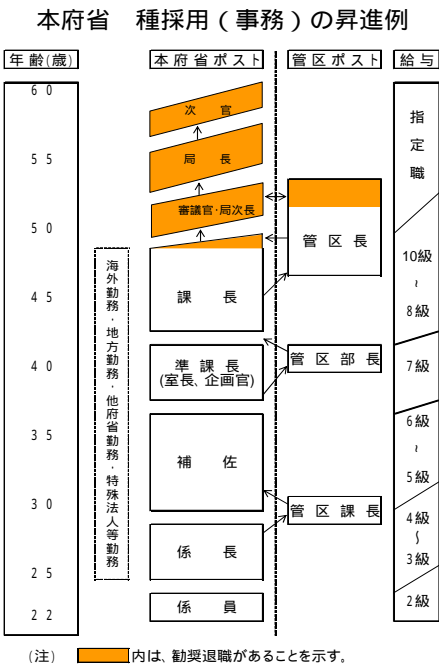 本府省　種採用(事務)の昇進例
年齢(歳)
本府省ポスト
管区ポスト
給与
60
55
50
45
40
35
30
25
22
海外勤務・地方勤務・他府省勤務・特殊法人等勤務
次官
局長
審議官・局次長
課長
準課長
(室長、企画官)
補佐
係長
係員
管区長
管区部長
管区課長
指定職
10級
～
8級
7級
6級
～
5級
4級
～
3級
2級
(注)　内は、勧奨退職があることを示す。